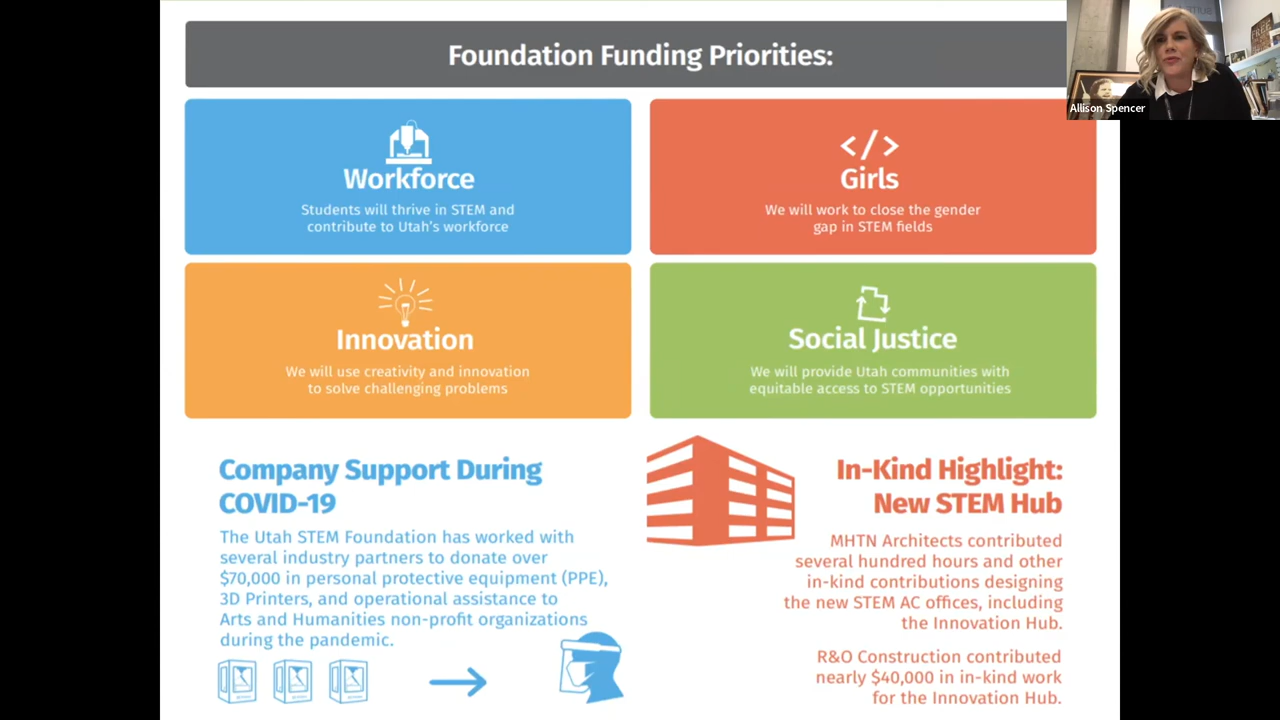 Foundation Funding Priorities:
Allison Spencer
Workforce
Students will thrive in STEM and
contribute to Utah's workforce
</>
Girls
We will work to close the gender
gap in STEM fields
Innovation
We will use creativity and innovation
to solve challenging problems
Social Justice
We will provide Utah communities with
equitable access to STEM opportunities
Company Support During
COVID-19
The Utah STEM Foundation has worked with
several industry partners to donate over
$70,000 in personal protective equipment (PPE),
3D Printers, and operational assistance to
Arts and Humanities non-profit organizations
during the pandemic.
In-Kind Highlight:
New STEM Hub
MHTN Architects contributed
several hundred hours and other
in-kind contributions designing
the new STEM AC offices, including
the Innovation Hub.
R&O Construction contributed
nearly $40,000 in in-kind work
for the Innovation Hub.